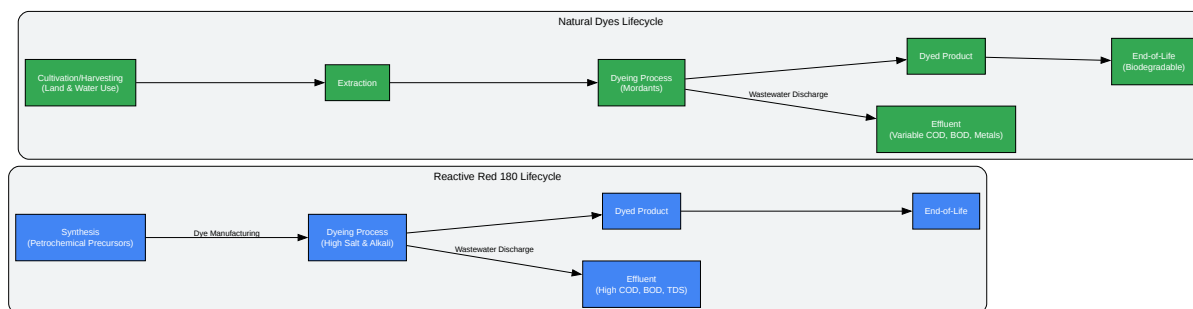 Natural Dyes Lifecycle
Cultivation/Harvesting
(Land & Water Use)
Extraction
Dyeing Process
(Mordants)
Dyed Product
End-of-Life
(Biodegradable)
Wastewater Discharge
Effluent
(Variable COD, BOD, Metals)
Reactive Red 180 Lifecycle
Synthesis
(Petrochemical Precursors)
Dye Manufacturing
Dyeing Process
(High Salt & Alkali)
Dyed Product
End-of-Life
Wastewater Discharge
Effluent
(High COD, BOD, TDS)